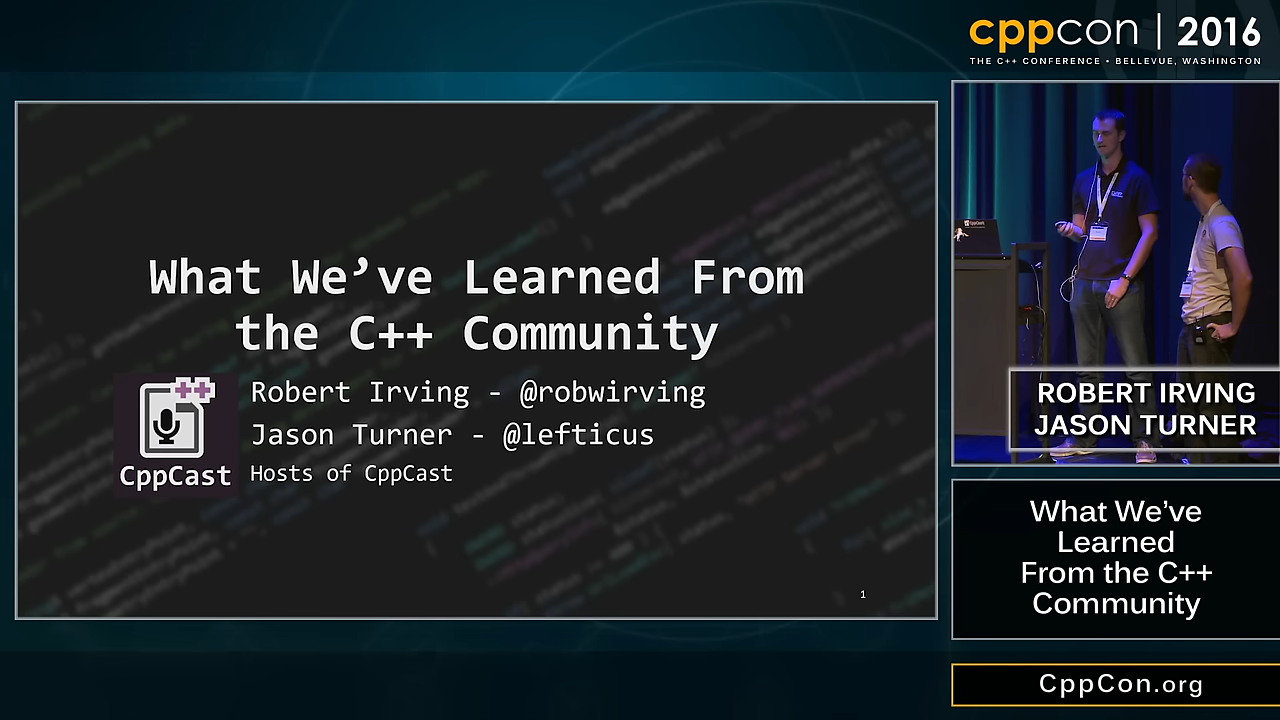 cppcon | 2016
THE C++ CONFERENCE • BELLEVUE, WASHINGTON
What We’ve Learned From
the C++ Community
Robert Irving - @robwirving
Jason Turner - @lefticus
Hosts of CppCast
++
CppCast
1
ROBERT IRVING
JASON TURNER
What We’ve
Learned
From the C++
Community
CppCon.org